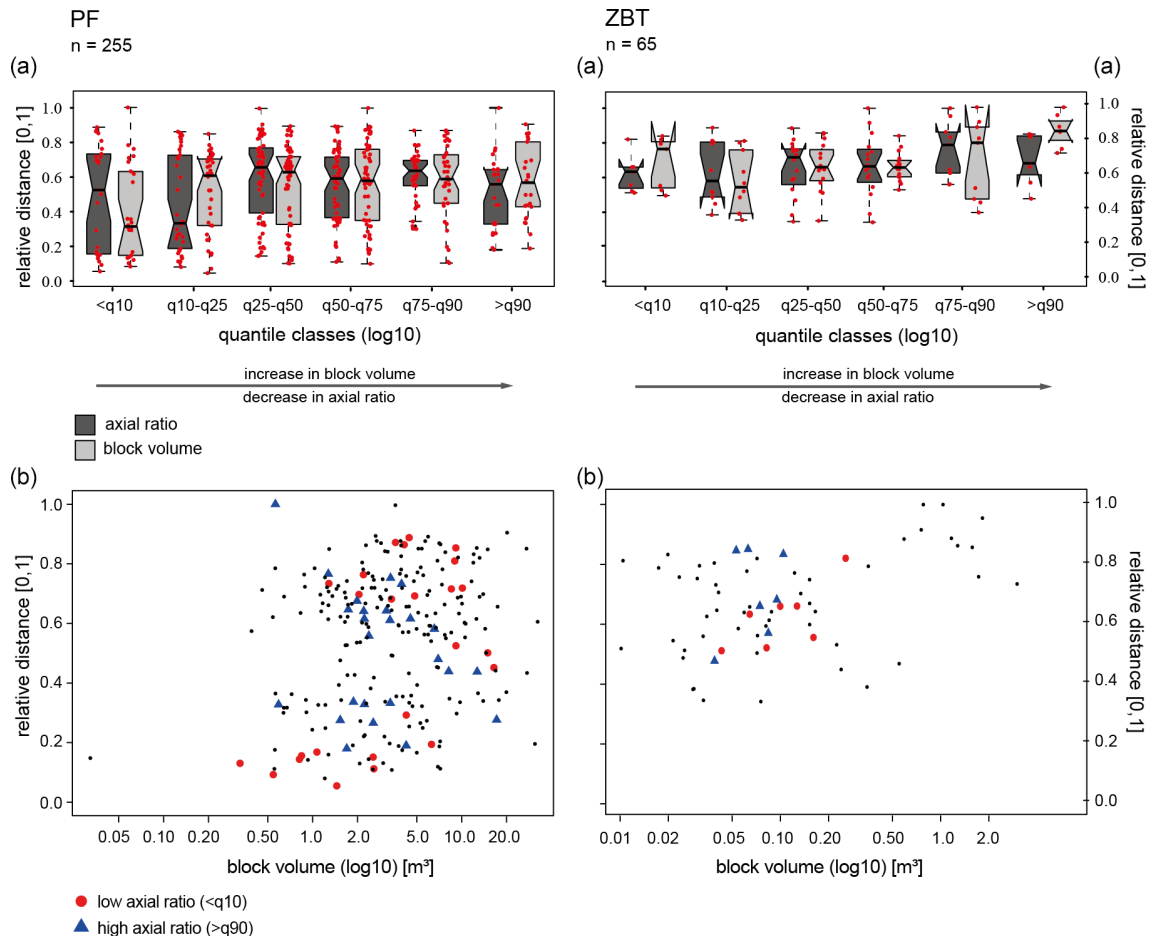 PF
n = 255
ZBT
n = 65
(a)
(a)
(a)
relative distance [0,1]
1.0
0.8
0.6
0.4
0.2
0.0
<q10 q10-q25 q25-q50 q50-q75 q75-q90 >q90
quantile classes (log10)
1.0
0.8
0.6
0.4
0.2
0.0
relative distance [0,1]
<q10 q10-q25 q25-q50 q50-q75 q75-q90 >q90
quantile classes (log10)
increase in block volume
decrease in axial ratio
increase in block volume
decrease in axial ratio
axial ratio
block volume
(b)
relative distance [0,1]
1.0
0.8
0.6
0.4
0.2
0.0
0.05 0.10 0.20 0.50 1.0 2.0 5.0 10.0 20.0
block volume (log10) [m³]
(b)
1.0
0.8
0.6
0.4
0.2
0.0
relative distance [0,1]
0.01 0.02 0.05 0.10 0.20 0.50 1.0 2.0
block volume (log10) [m³]
low axial ratio (<q10)
high axial ratio (>q90)